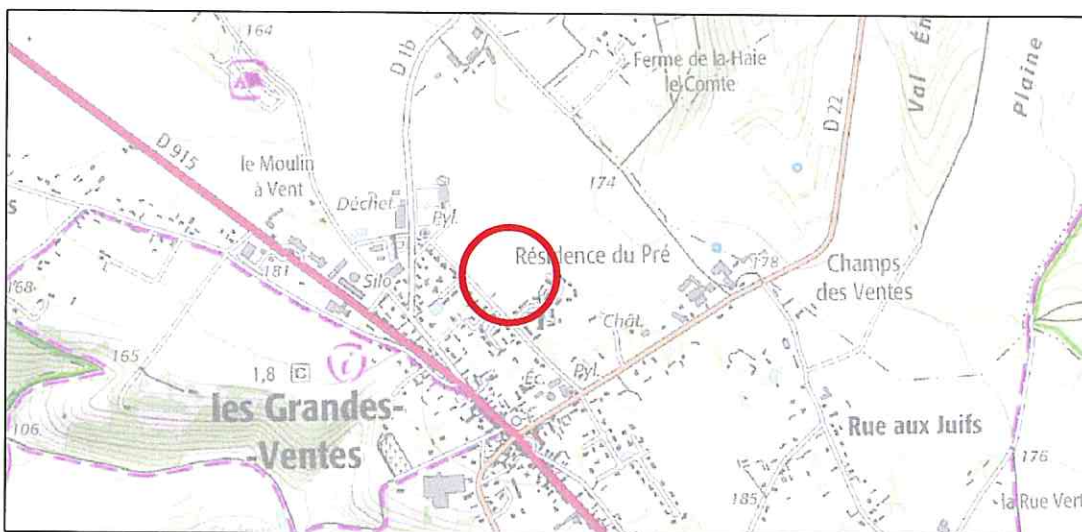 164
D 1b
Ferme de la Haie
le Comte
Val
Plaine
D 915
D 22
le Moulin
à Vent
174
Déchet.
Pyl.
s
Résidence du Pré
178
Champs
des Ventes
181
Silo
168
Chât.
165
1,8 C
i
Pyl.
Ec.
les Grandes-
-Ventes
Rue aux Juifs
106
176
185
la Rue Vert